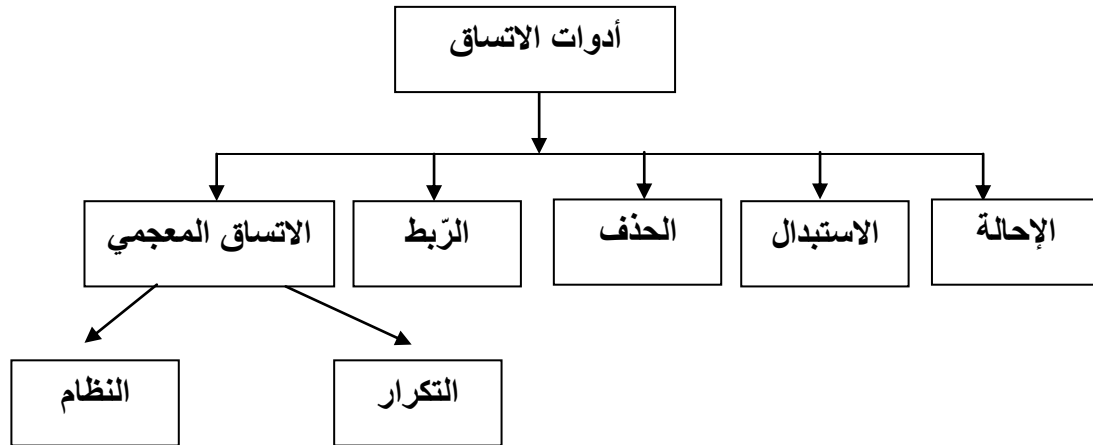 أدوات الاتساق
الإحالة
الاستبدال
الحذف
الرّبط
الاتساق المعجمي
التكرار
النظام